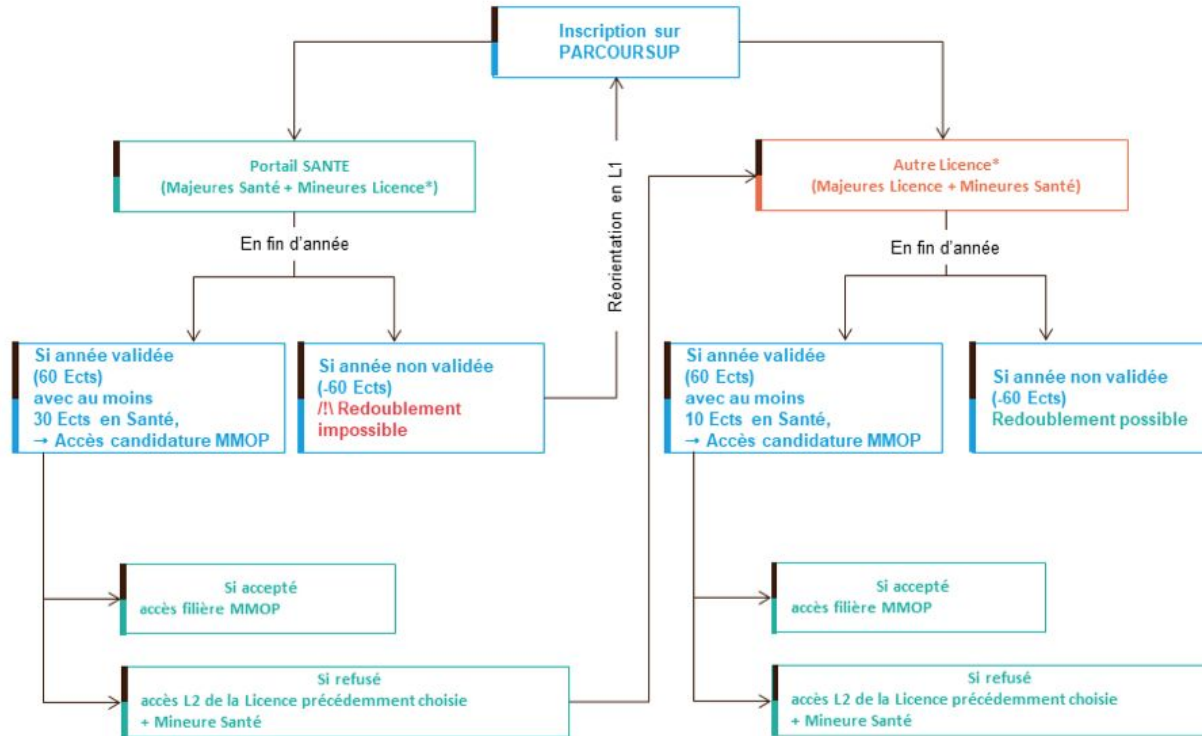 Inscription sur
PARCOURSUP
Portail SANTE
(Majeures Santé + Mineures Licence*)
Autre Licence*
(Majeures Licence + Mineures Santé)
Réorientation en L1
En fin d'année
En fin d'année
Si année validée
(60 Ects)
avec au moins
30 Ects en Santé,
→ Accès candidature MMOP
Si année non validée
(-60 Ects)
/!\ Redoublement
impossible
Si année validée
(60 Ects)
avec au moins
10 Ects en Santé,
→ Accès candidature MMOP
Si année non validée
(-60 Ects)
Redoublement possible
Si accepté
accès filière MMOP
Si accepté
accès filière MMOP
Si refusé
accès L2 de la Licence précédemment choisie
+ Mineure Santé
Si refusé
accès L2 de la Licence précédemment choisie
+ Mineure Santé